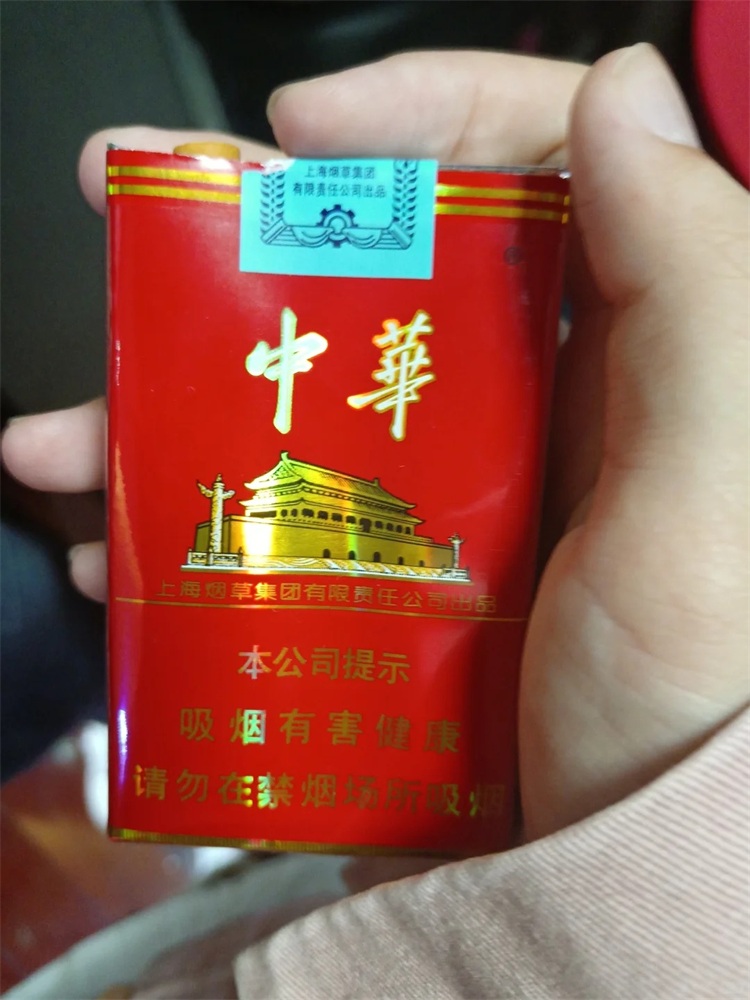 上海烟草集团
有限责任公司出品
中華
上海烟草集团有限责任公司出品
本公司提示
吸烟有害健康
请勿在禁烟场所吸烟